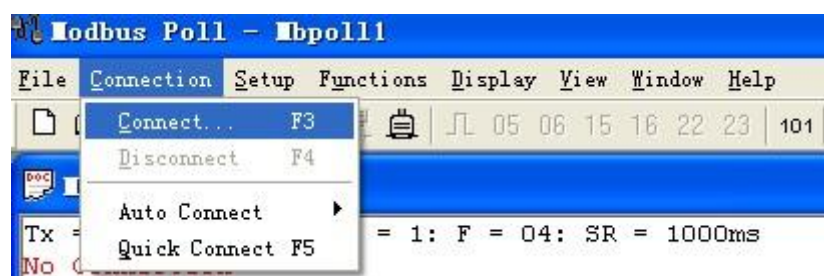 Modbus Poll - Mbpoll1
File Connection Setup Functions Display View Window Help
05 06 15 16 22 23 101
Connect... F3
Disconnect F4
Auto Connect
Quick Connect F5
DOC
Tx = 1: F = 04: SR = 1000ms
No